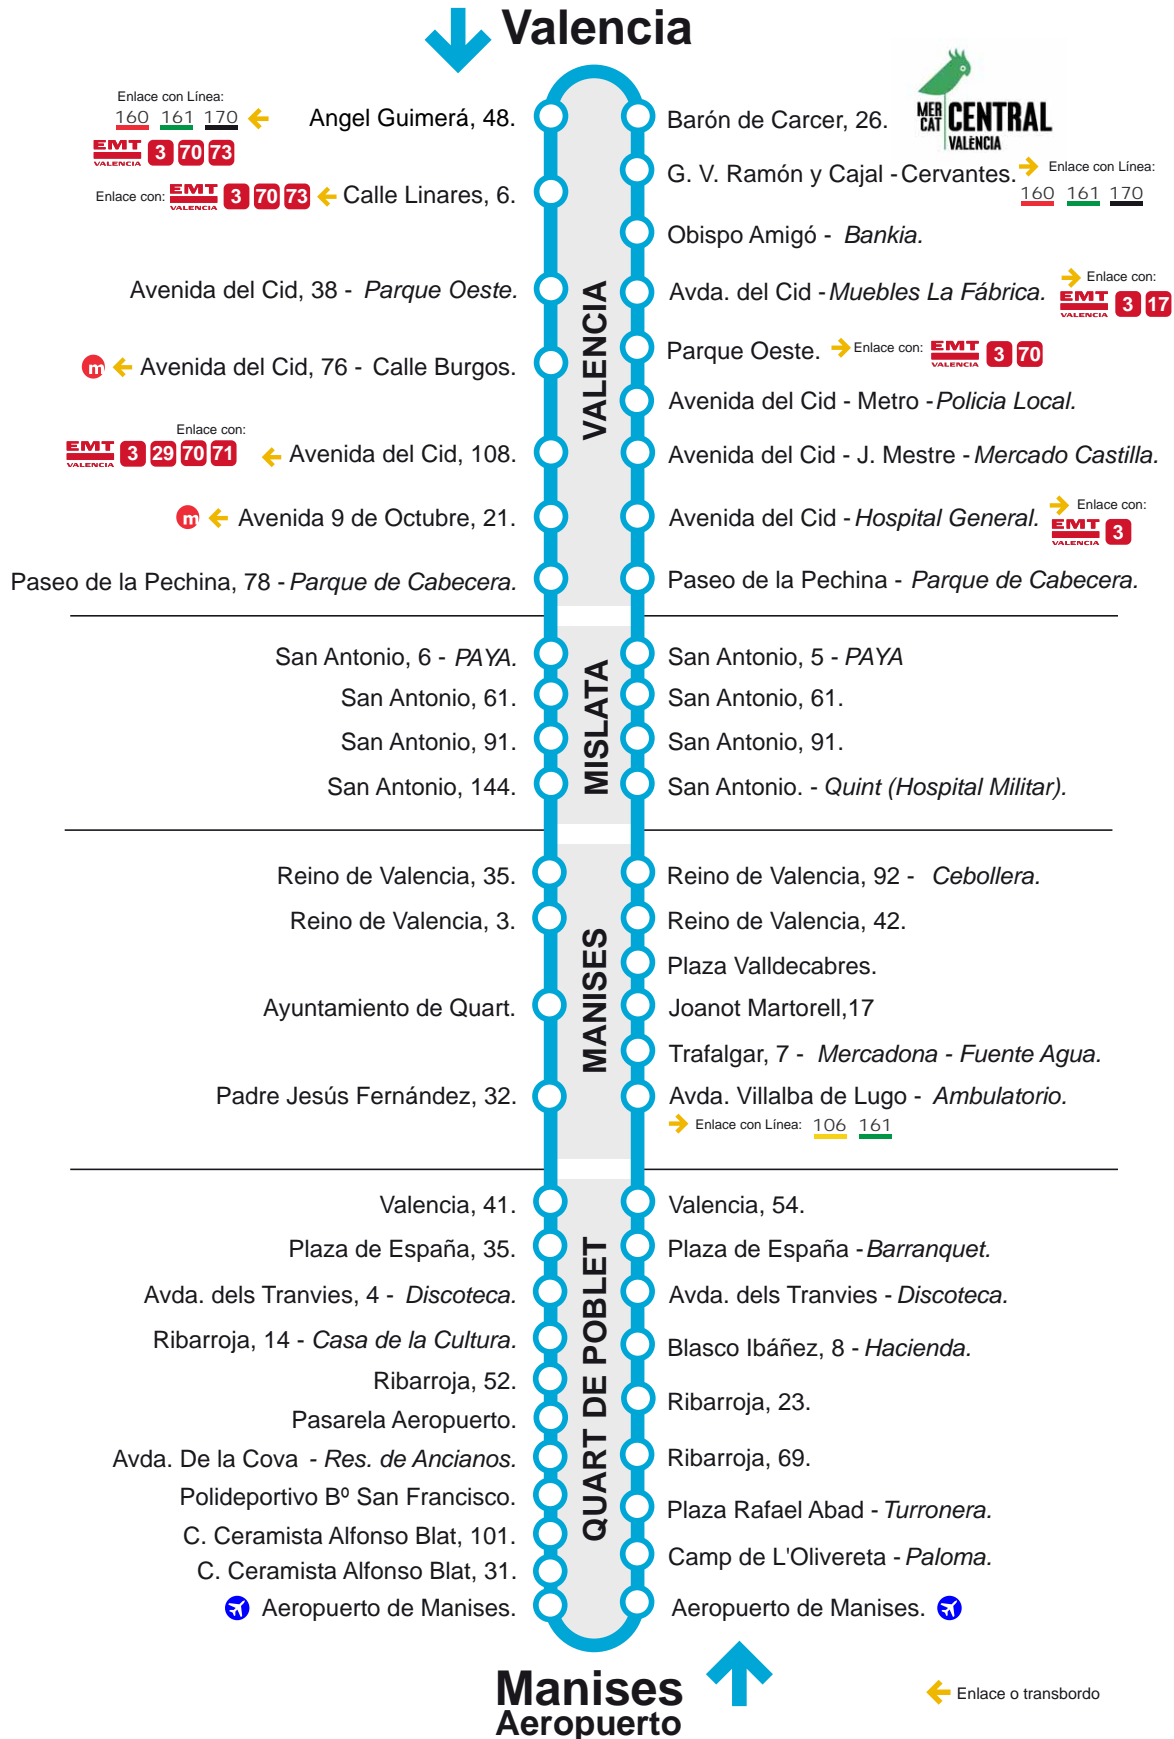 Valencia
MERCAT CENTRAL
VALÈNCIA
Enlace con Línea:
160 161 170
Angel Guimerá, 48.
EMT VALENCIA 3 70 73
Enlace con: EMT VALENCIA 3 70 73
Calle Linares, 6.
Avenida del Cid, 38 - Parque Oeste.
m Avenida del Cid, 76 - Calle Burgos.
Enlace con:
EMT VALENCIA 3 29 70 71
Avenida del Cid, 108.
m Avenida 9 de Octubre, 21.
Paseo de la Pechina, 78 - Parque de Cabecera.
VALENCIA
Barón de Carcer, 26.
G. V. Ramón y Cajal - Cervantes.
Enlace con Línea:
160 161 170
Obispo Amigó - Bankia.
Avda. del Cid - Muebles La Fábrica.
Enlace con:
EMT VALENCIA 3 17
Parque Oeste. Enlace con: EMT VALENCIA 3 70
Avenida del Cid - Metro - Policia Local.
Avenida del Cid - J. Mestre - Mercado Castilla.
Avenida del Cid - Hospital General.
Enlace con:
EMT VALENCIA 3
Paseo de la Pechina - Parque de Cabecera.
San Antonio, 6 - PAYA.
San Antonio, 61.
San Antonio, 91.
San Antonio, 144.
MISLATA
San Antonio, 5 - PAYA
San Antonio, 61.
San Antonio, 91.
San Antonio. - Quint (Hospital Militar).
Reino de Valencia, 35.
Reino de Valencia, 3.
Ayuntamiento de Quart.
Padre Jesús Fernández, 32.
MANISES
Reino de Valencia, 92 - Cebollera.
Reino de Valencia, 42.
Plaza Valldecabres.
Joanot Martorell,17
Trafalgar, 7 - Mercadona - Fuente Agua.
Avda. Villalba de Lugo - Ambulatorio.
Enlace con Línea: 106 161
Valencia, 41.
Plaza de España, 35.
Avda. dels Tranvies, 4 - Discoteca.
Ribarroja, 14 - Casa de la Cultura.
Ribarroja, 52.
Pasarela Aeropuerto.
Avda. De la Cova - Res. de Ancianos.
Polideportivo Bº San Francisco.
C. Ceramista Alfonso Blat, 101.
C. Ceramista Alfonso Blat, 31.
Aeropuerto de Manises.
QUART DE POBLET
Valencia, 54.
Plaza de España - Barranquet.
Avda. dels Tranvies - Discoteca.
Blasco Ibáñez, 8 - Hacienda.
Ribarroja, 23.
Ribarroja, 69.
Plaza Rafael Abad - Turronera.
Camp de L'Olivereta - Paloma.
Aeropuerto de Manises.
Manises
Aeropuerto
Enlace o transbordo